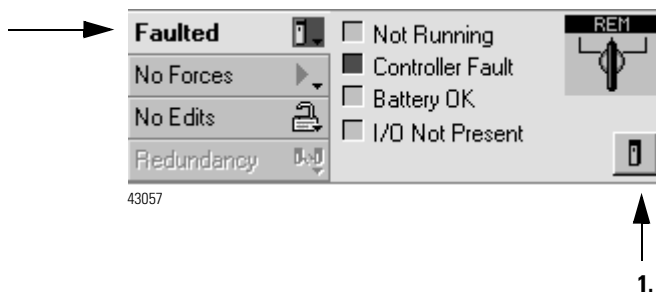 Faulted
No Forces
No Edits
Redundancy
Not Running
Controller Fault
Battery OK
I/O Not Present
REM
43057
1.